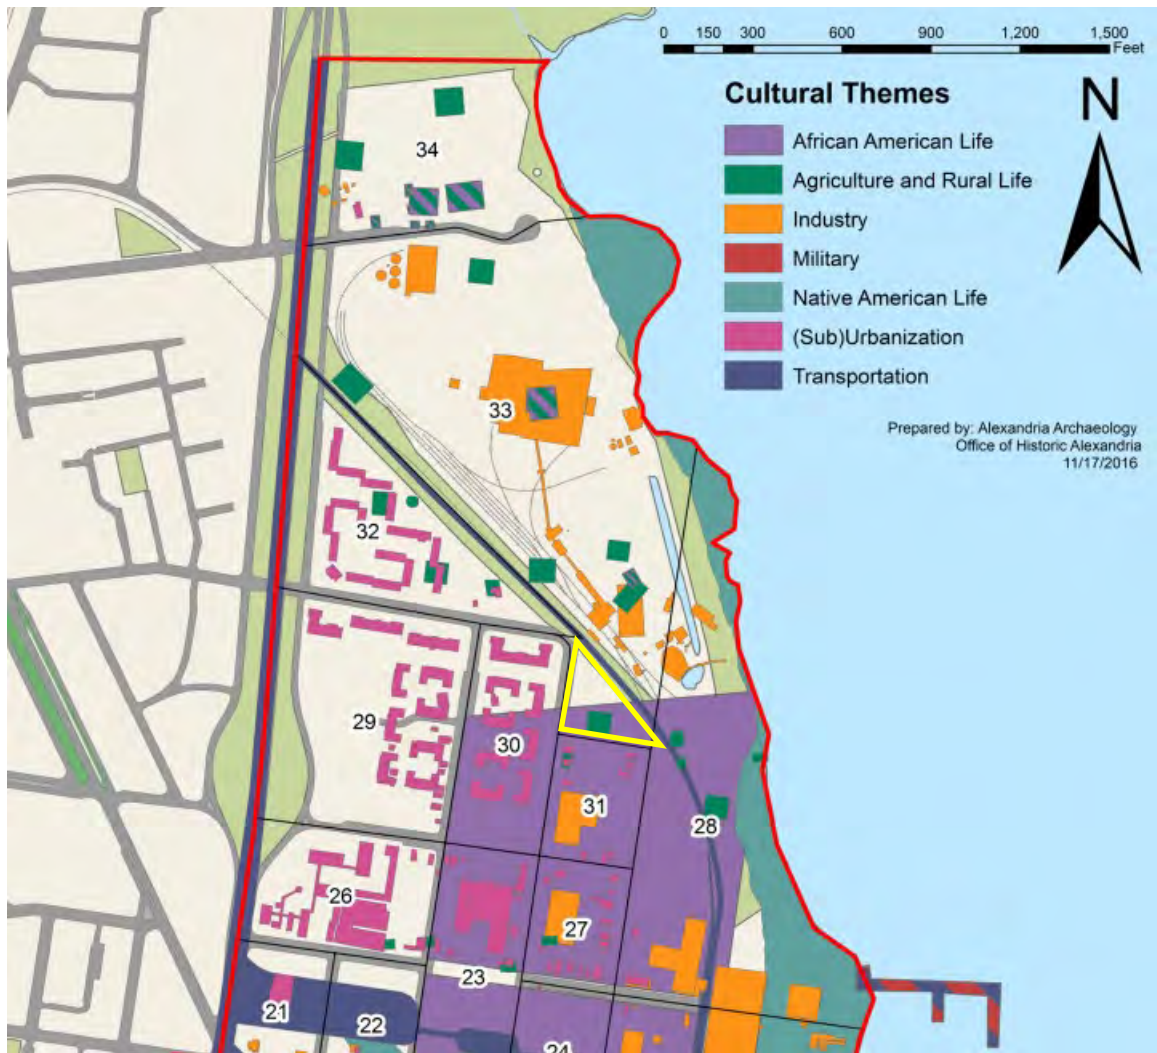 0 150 300 600 900 1,200 1,500
Feet
Cultural Themes
N
African American Life
Agriculture and Rural Life
Industry
Military
Native American Life
(Sub)Urbanization
Transportation
Prepared by: Alexandria Archaeology
Office of Historic Alexandria
11/17/2016
34
33
32
29
30
31
28
26
27
23
21
22
24